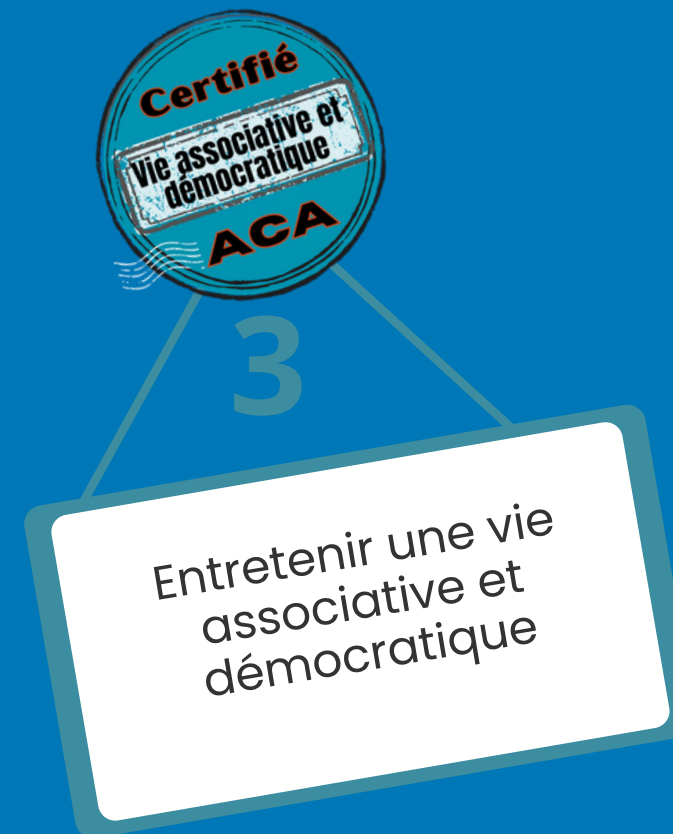 Certifié
Vie associative et
démocratique
ACA
3
Entretenir une vie
associative et
démocratique